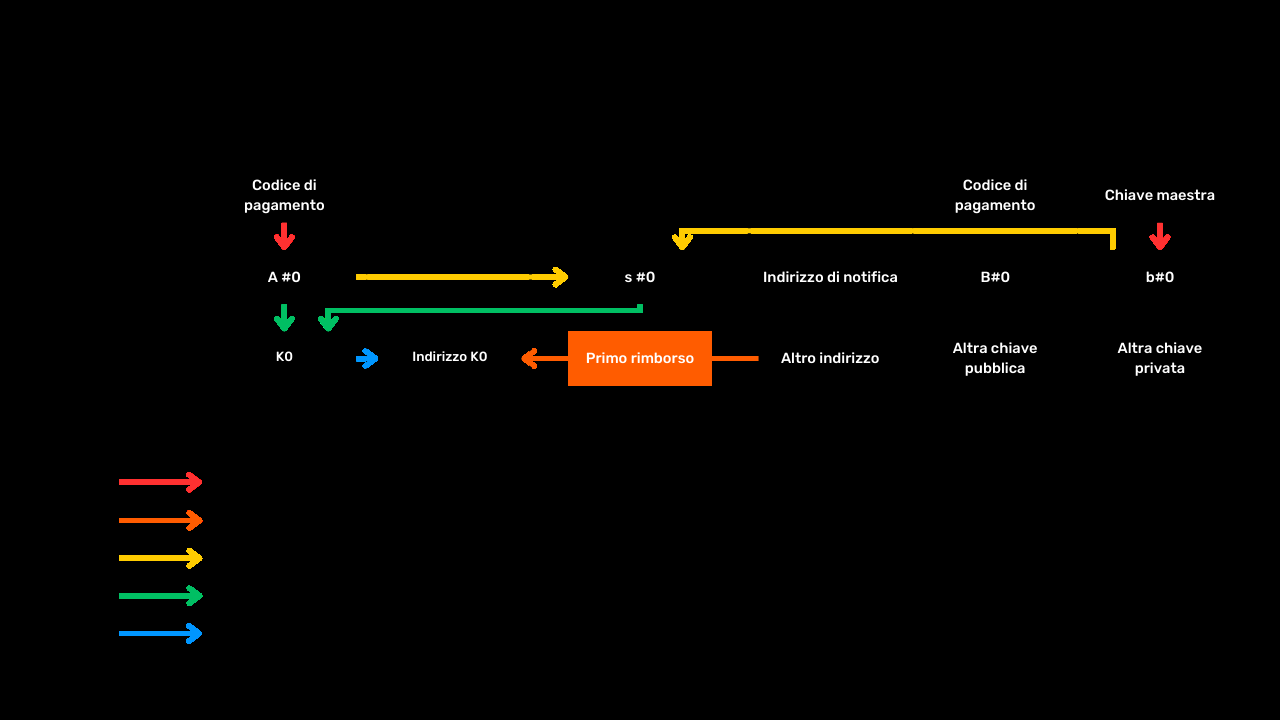 Codice di
pagamento
Codice di
pagamento
Chiave maestra
A #0
s #0
Indirizzo di notifica
B#0
b#0
K0
Indirizzo K0
Primo rimborso
Altro indirizzo
Altra chiave
pubblica
Altra chiave
privata